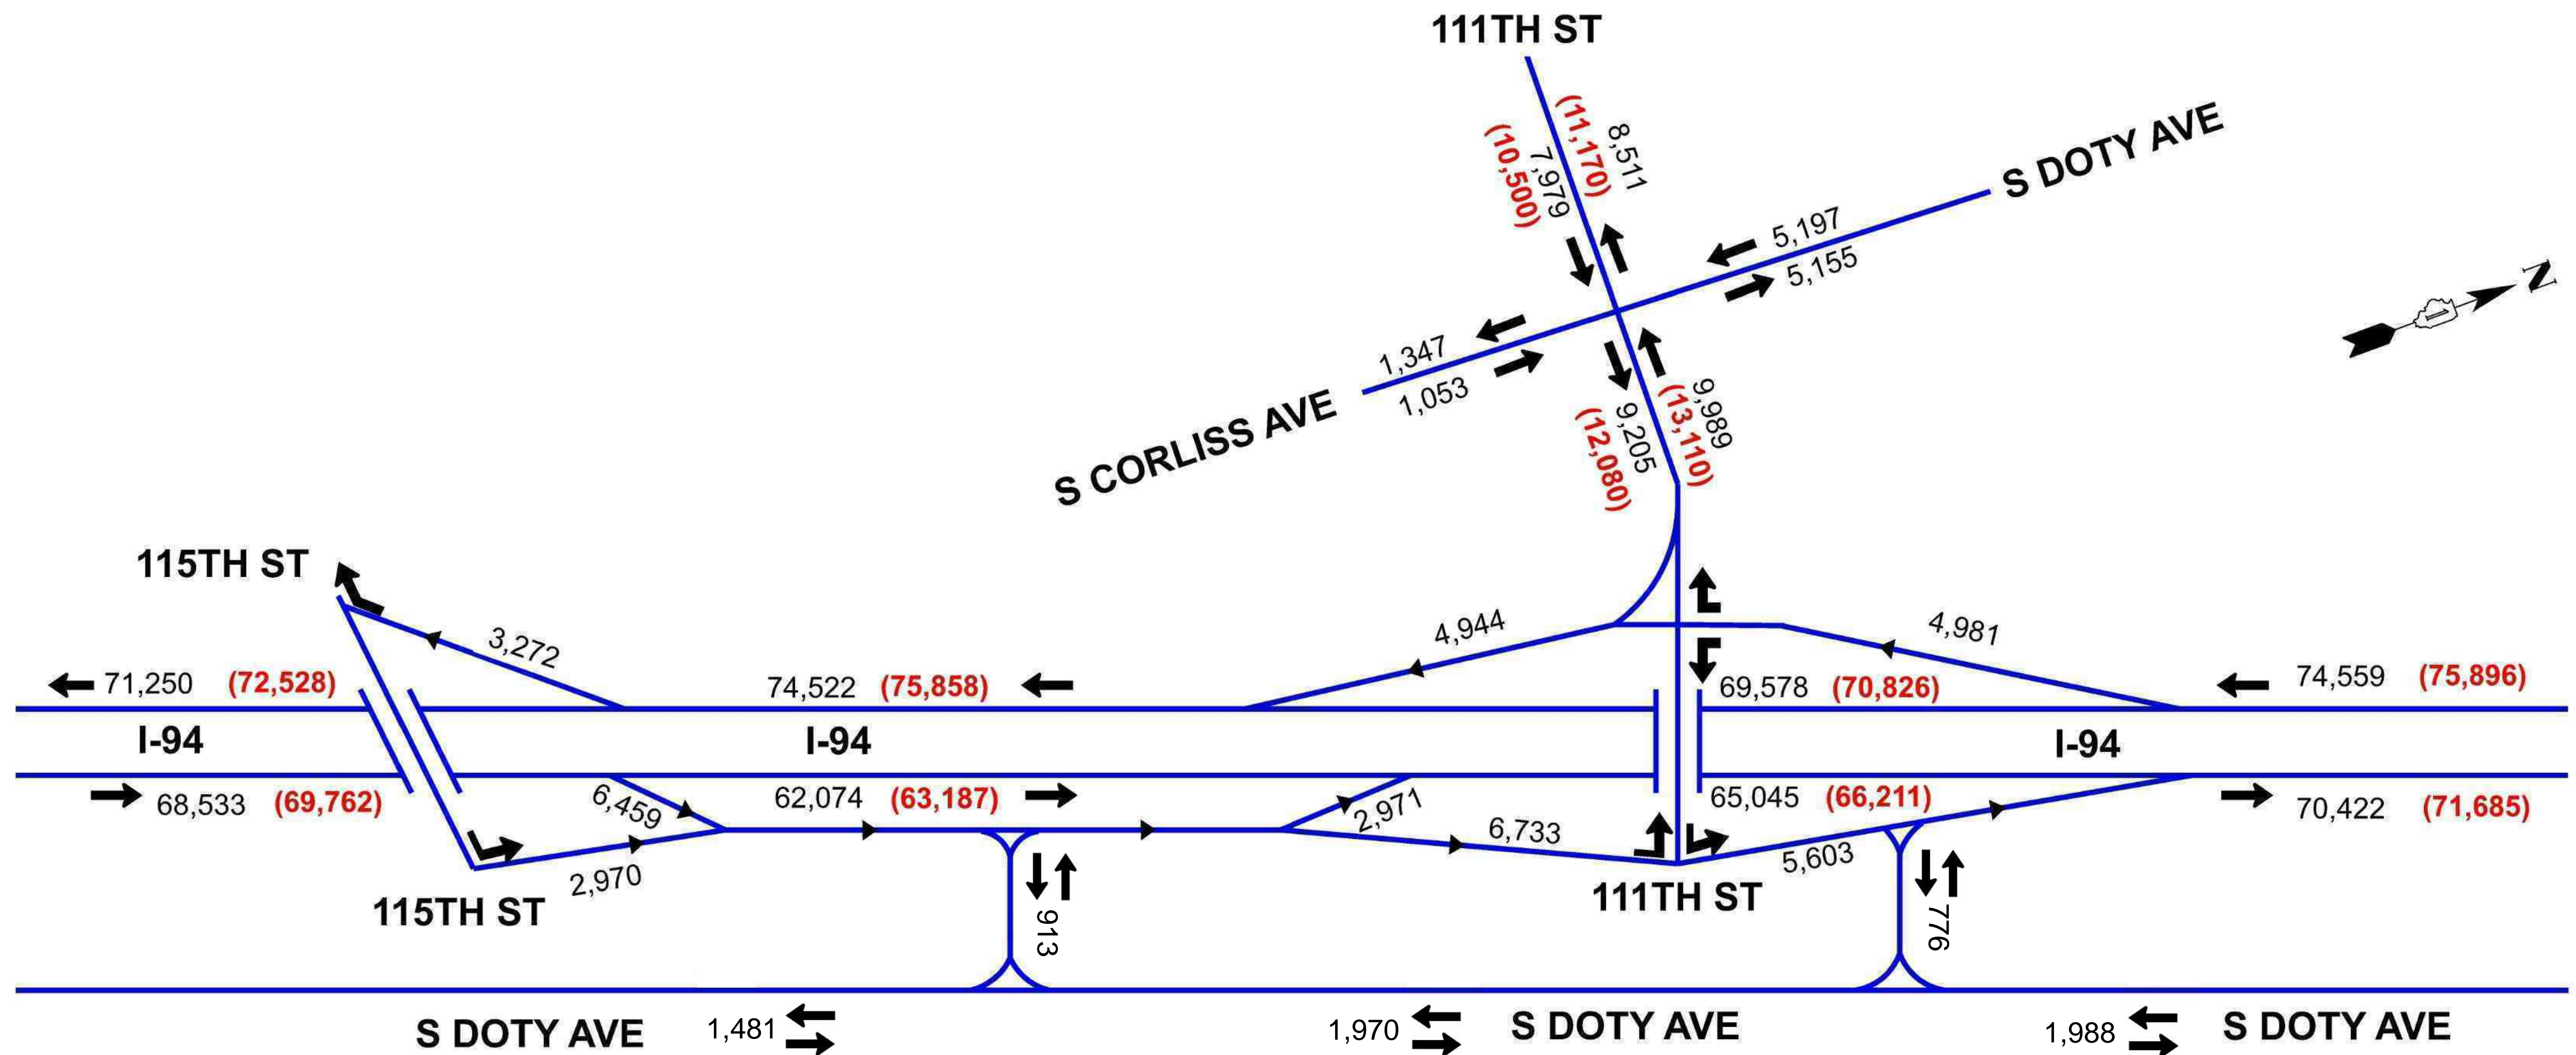 111TH ST
(11,170)
8,511
7,979
(10,500)
S DOTY AVE
5,197
5,155
N
1,347
1,053
S CORLISS AVE
9,989
(13,110)
9,205
(12,080)
115TH ST
3,272
4,944
4,981
71,250 (72,528)
74,522 (75,858)
69,578 (70,826)
74,559 (75,896)
I-94
I-94
I-94
68,533 (69,762)
6,459
62,074 (63,187)
2,971
65,045 (66,211)
70,422 (71,685)
2,970
6,733
5,603
115TH ST
111TH ST
913
776
S DOTY AVE
1,481
1,970
S DOTY AVE
1,988
S DOTY AVE